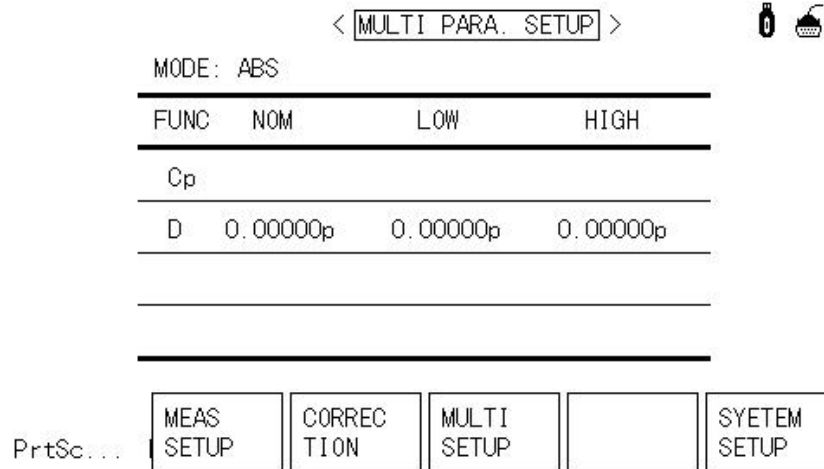 < MULTI PARA. SETUP >
MODE: ABS
FUNC NOM LOW HIGH
Cp
D 0.00000p 0.00000p 0.00000p
PrtSc...
MEAS SETUP
CORREC TION
MULTI SETUP
SYETEM SETUP